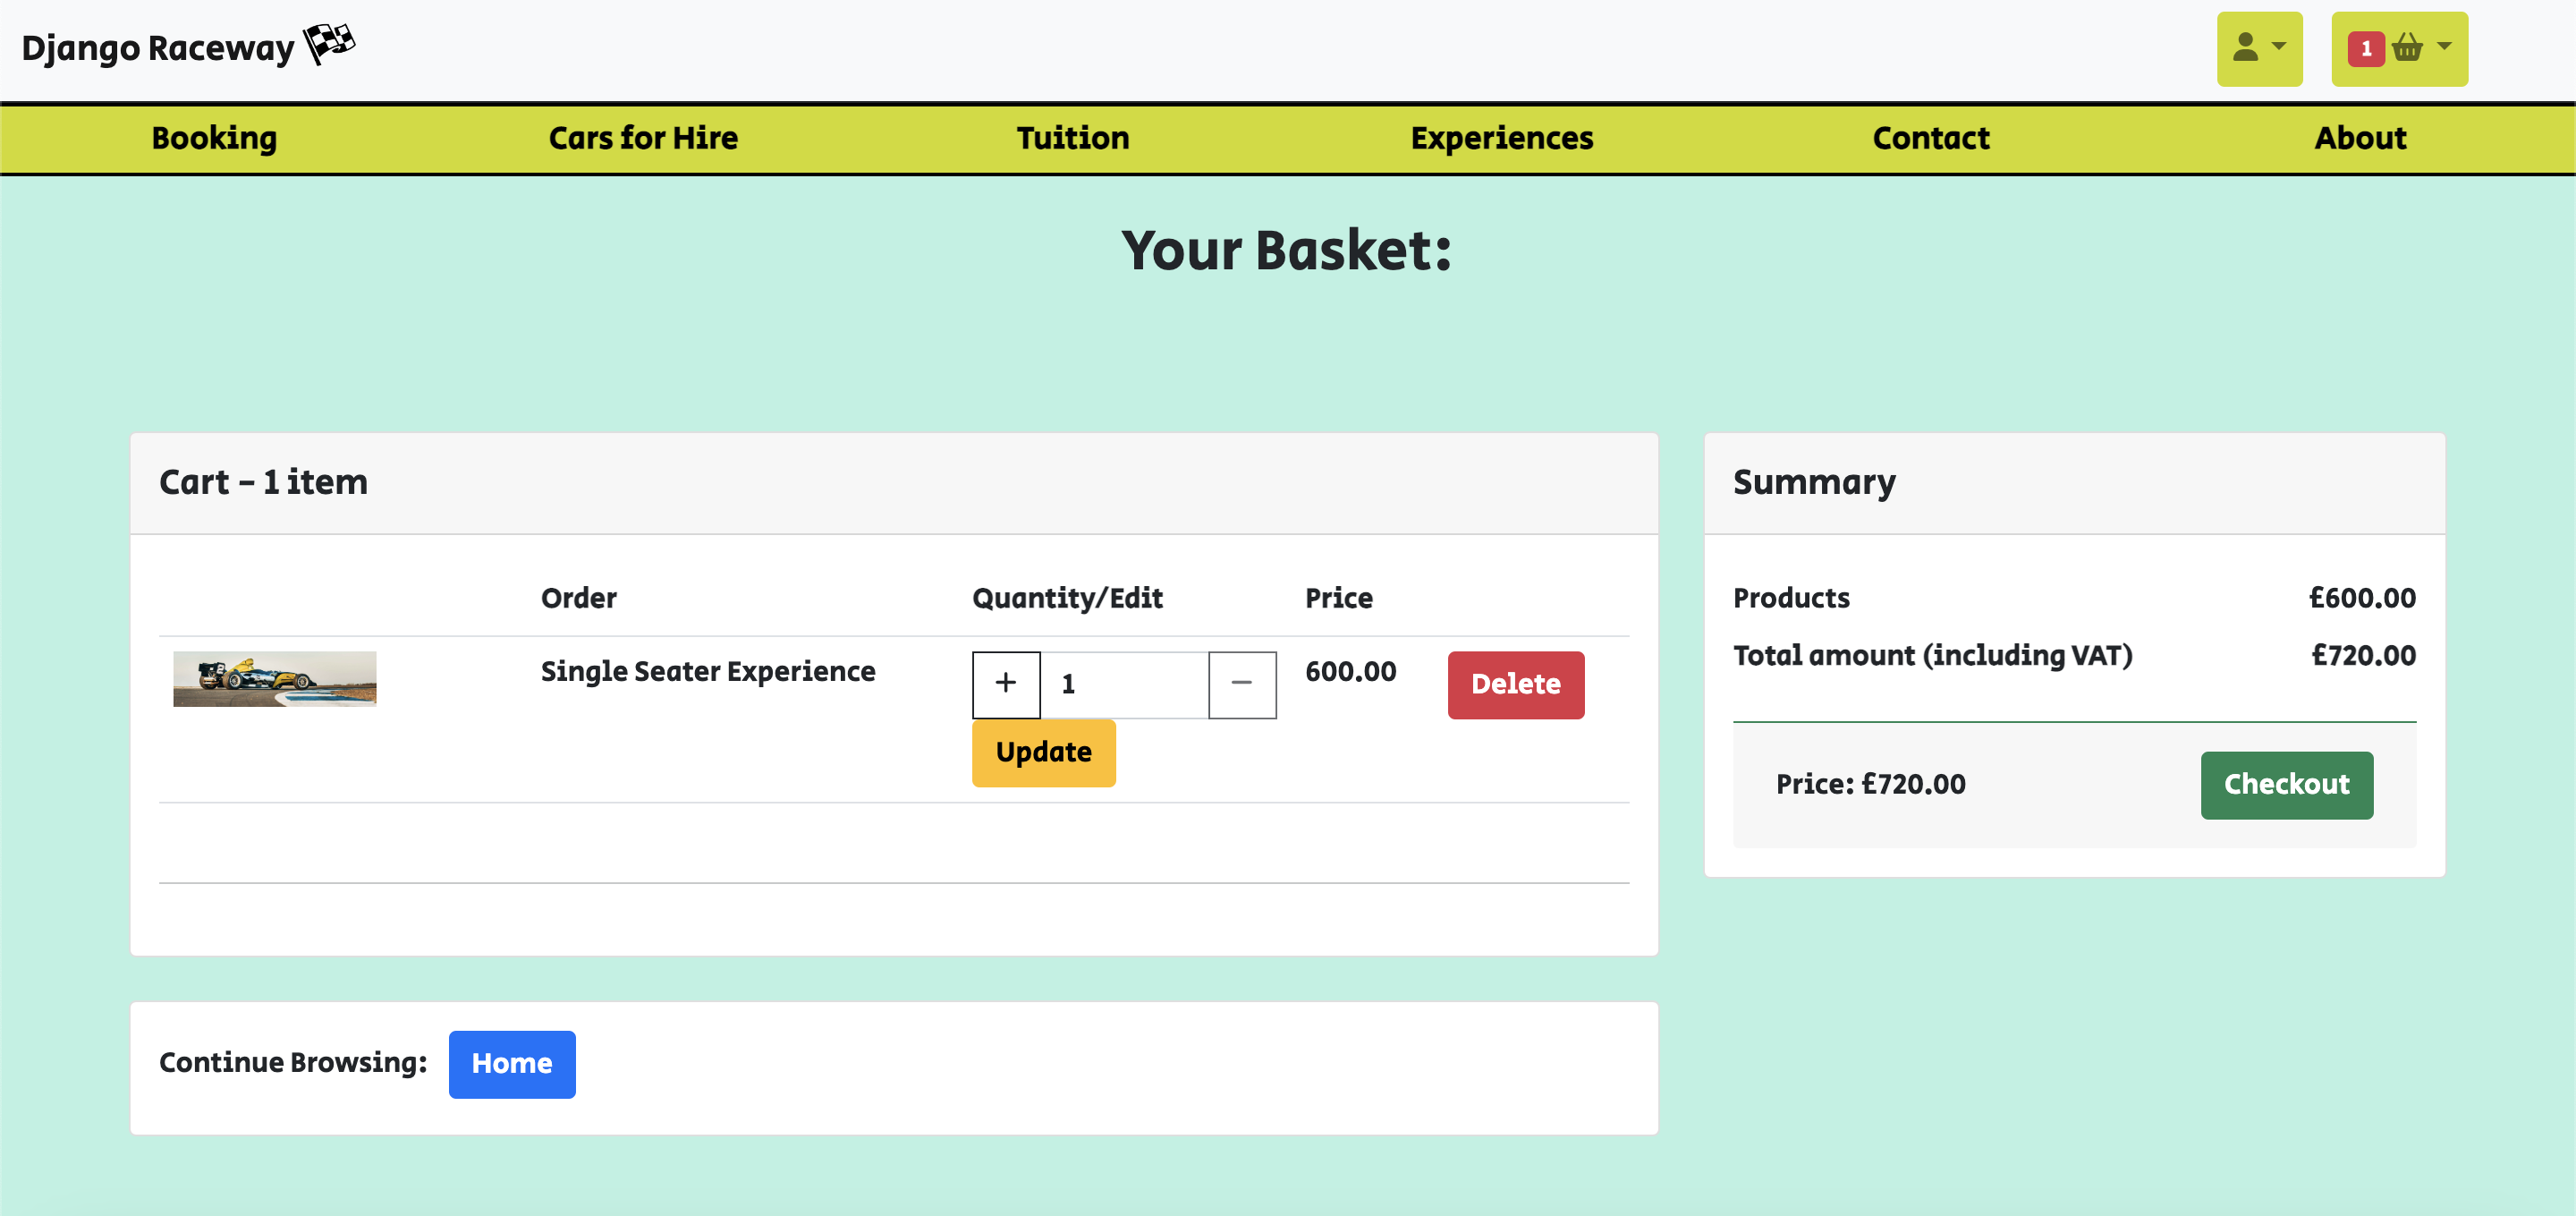 Django Raceway
1
Booking
Cars for Hire
Tuition
Experiences
Contact
About
Your Basket:
Cart - 1 item
Order
Quantity/Edit
Price
Single Seater Experience
+
1
−
600.00
Delete
Update
Continue Browsing:
Home
Summary
Products
£600.00
Total amount (including VAT)
£720.00
Price: £720.00
Checkout